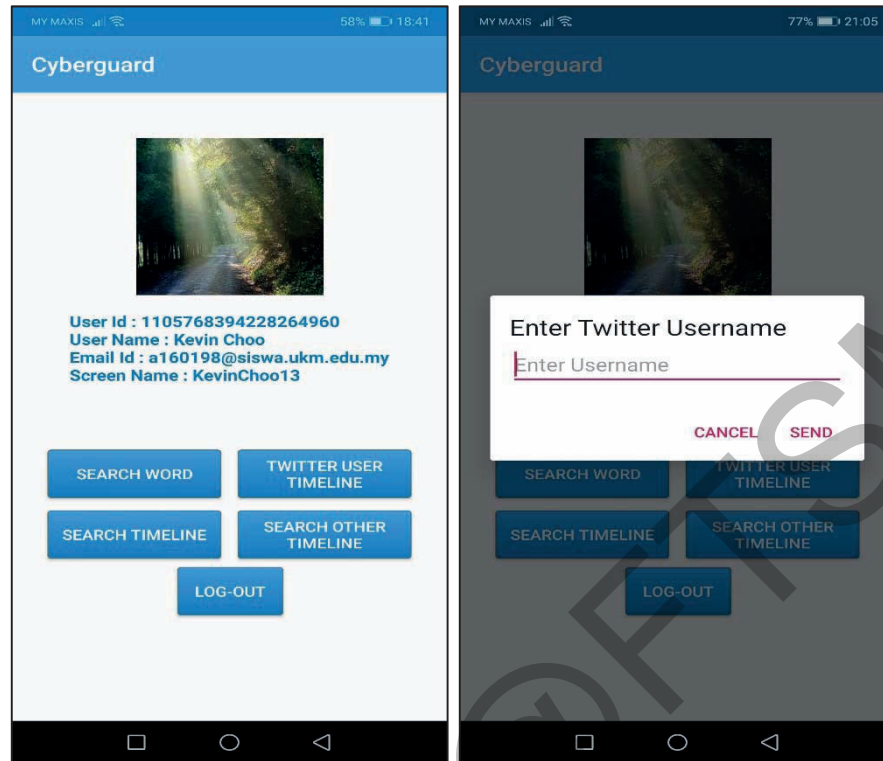 MY MAXIS 58% 18:41
Cyberguard
User Id : 1105768394228264960
User Name : Kevin Choo
Email Id : a160198@siswa.ukm.edu.my
Screen Name : KevinChoo13
SEARCH WORD
TWITTER USER
TIMELINE
SEARCH TIMELINE
SEARCH OTHER
TIMELINE
LOG-OUT
MY MAXIS 77% 21:05
Cyberguard
Enter Twitter Username
Enter Username
CANCEL SEND
SEARCH WORD
TWITTER USER
TIMELINE
SEARCH TIMELINE
SEARCH OTHER
TIMELINE
LOG-OUT
@FTSM